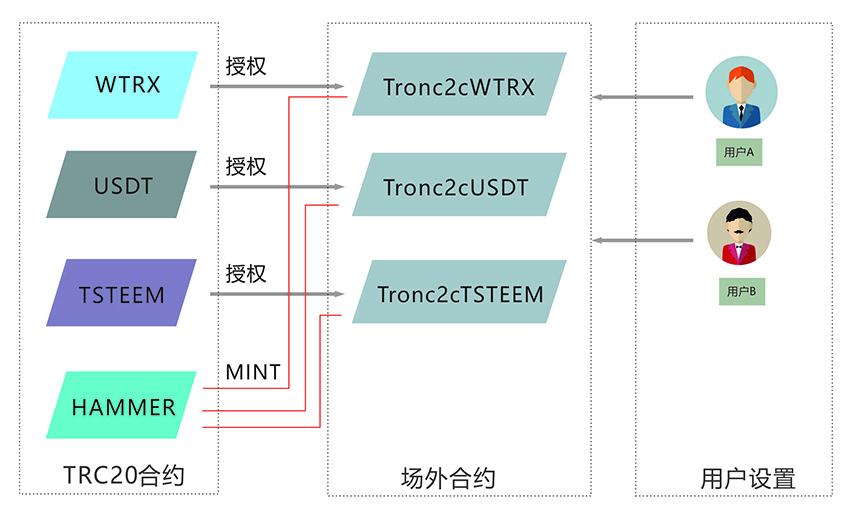 WTRX
授权
Tronc2cWTRX
用户A
USDT
授权
Tronc2cUSDT
TSTEEM
授权
Tronc2cTSTEEM
用户B
HAMMER
MINT
TRC20合约
场外合约
用户设置